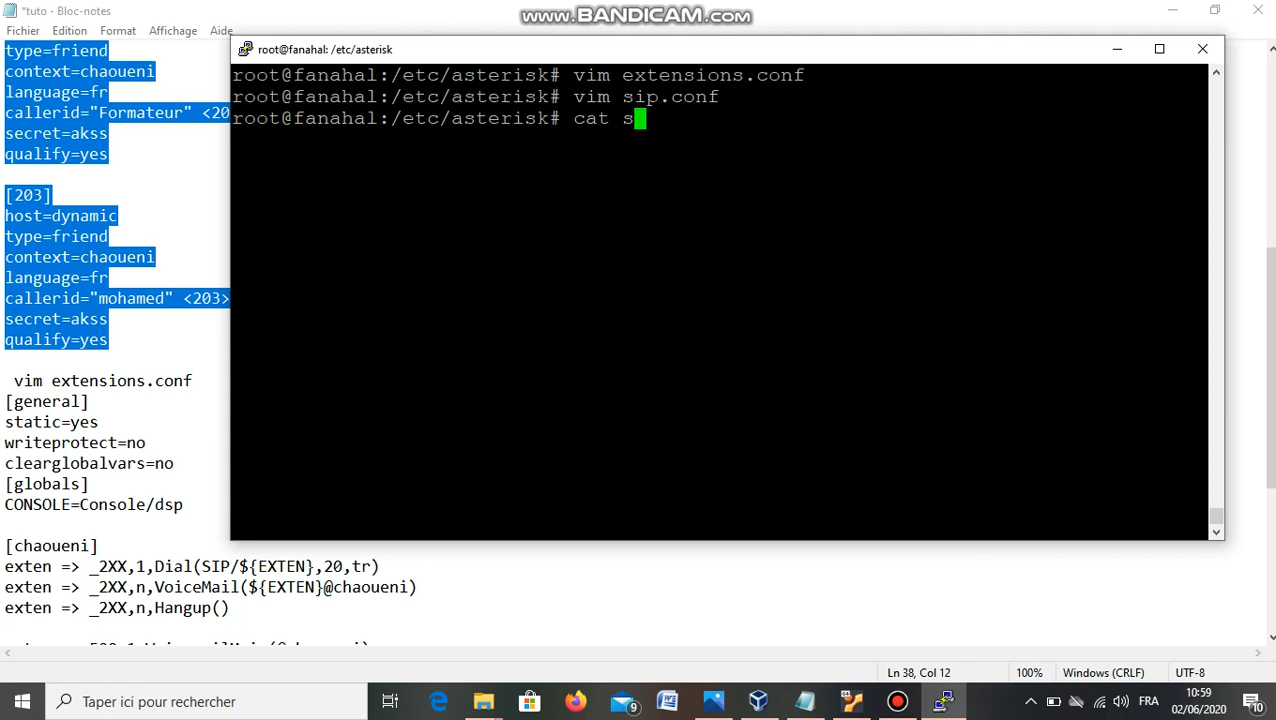 *tuto - Bloc-notes
www.BANDICAM.com
Fichier Edition Format Affichage Aide
type=friend
context=chaoueni
language=fr
callerid="Formateur" <20
secret=akss
qualify=yes
[203]
host=dynamic
type=friend
context=chaoueni
language=fr
callerid="mohamed" <203>
secret=akss
qualify=yes
vim extensions.conf
[general]
static=yes
writeprotect=no
clearglobalvars=no
[globals]
CONSOLE=Console/dsp
[chaoueni]
exten => _2XX,1,Dial(SIP/${EXTEN},20,tr)
exten => _2XX,n,VoiceMail(${EXTEN}@chaoueni)
exten => _2XX,n,Hangup()
root@fanahal: /etc/asterisk
root@fanahal:/etc/asterisk# vim extensions.conf
root@fanahal:/etc/asterisk# vim sip.conf
root@fanahal:/etc/asterisk# cat s
Ln 38, Col 12 100% Windows (CRLF) UTF-8
Taper ici pour rechercher
9
FRA
10:59
02/06/2020
10